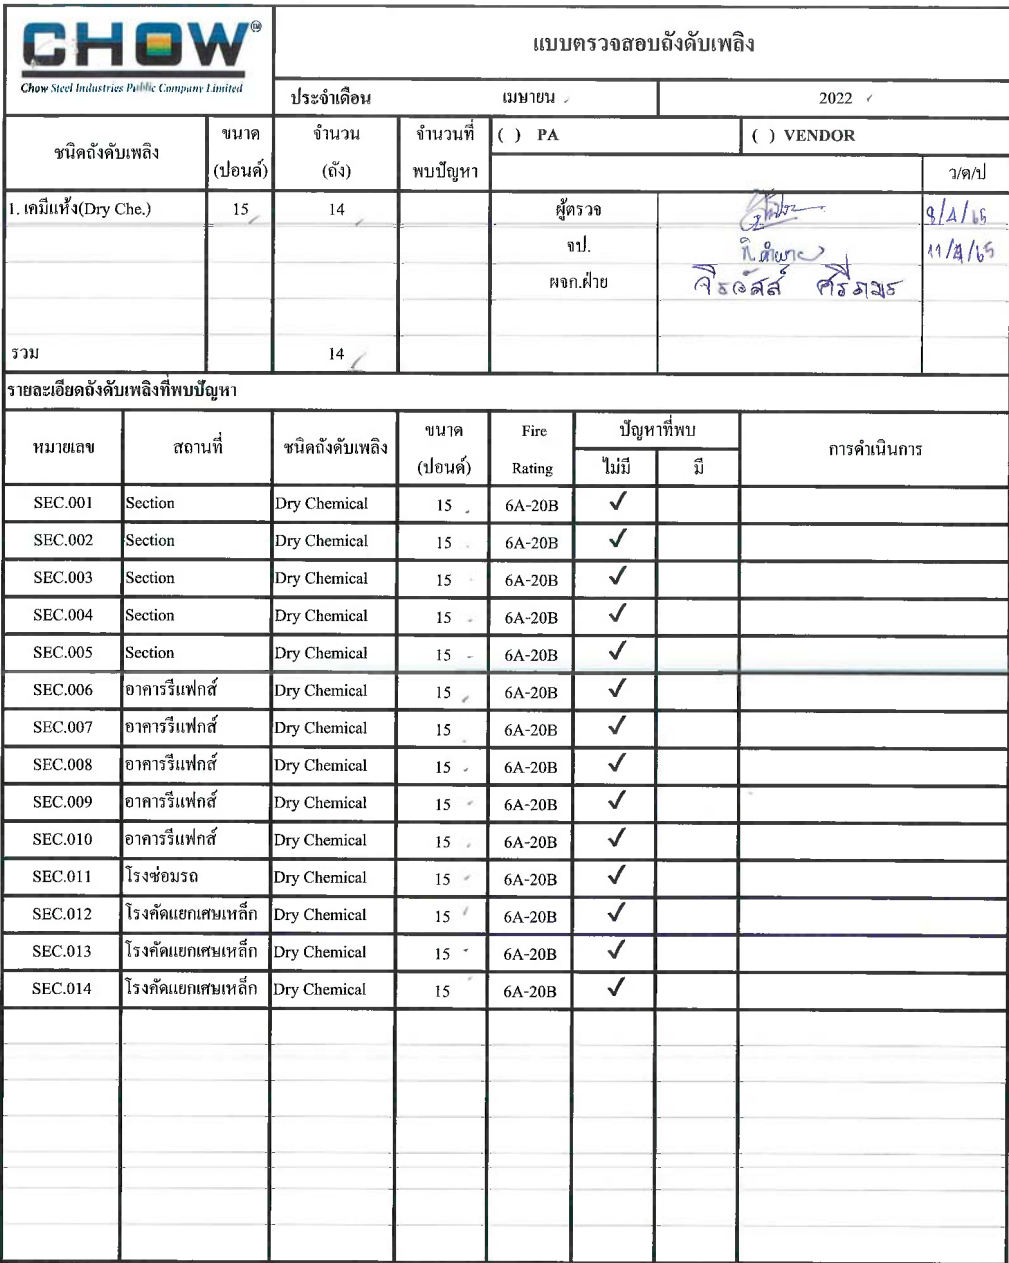 CHOW
Chow Steel Industries Public Company Limited
แบบตรวจสอบถังดับเพลิง
ประจำเดือน เมษายน 2022
ชนิดถังดับเพลิง ขนาด (ปอนด์) จำนวน (ถัง) จำนวนที่พบปัญหา ( ) PA ( ) VENDOR
ว/ด/ป
1. เคมีแห้ง(Dry Che.) 15 14 ผู้ตรวจ 8/4/65
จป. 11/4/65
ผจก.ฝ่าย
รวม 14
รายละเอียดถังดับเพลิงที่พบปัญหา
หมายเลข สถานที่ ชนิดถังดับเพลิง ขนาด (ปอนด์) Fire Rating ปัญหาที่พบ การดำเนินการ
ไม่มี มี
SEC.001 Section Dry Chemical 15 6A-20B ✓
SEC.002 Section Dry Chemical 15 6A-20B ✓
SEC.003 Section Dry Chemical 15 6A-20B ✓
SEC.004 Section Dry Chemical 15 6A-20B ✓
SEC.005 Section Dry Chemical 15 6A-20B ✓
SEC.006 อาคารรีแฟกส์ Dry Chemical 15 6A-20B ✓
SEC.007 อาคารรีแฟกส์ Dry Chemical 15 6A-20B ✓
SEC.008 อาคารรีแฟกส์ Dry Chemical 15 6A-20B ✓
SEC.009 อาคารรีแฟกส์ Dry Chemical 15 6A-20B ✓
SEC.010 อาคารรีแฟกส์ Dry Chemical 15 6A-20B ✓
SEC.011 โรงซ่อมรถ Dry Chemical 15 6A-20B ✓
SEC.012 โรงคัดแยกเศษเหล็ก Dry Chemical 15 6A-20B ✓
SEC.013 โรงคัดแยกเศษเหล็ก Dry Chemical 15 6A-20B ✓
SEC.014 โรงคัดแยกเศษเหล็ก Dry Chemical 15 6A-20B ✓